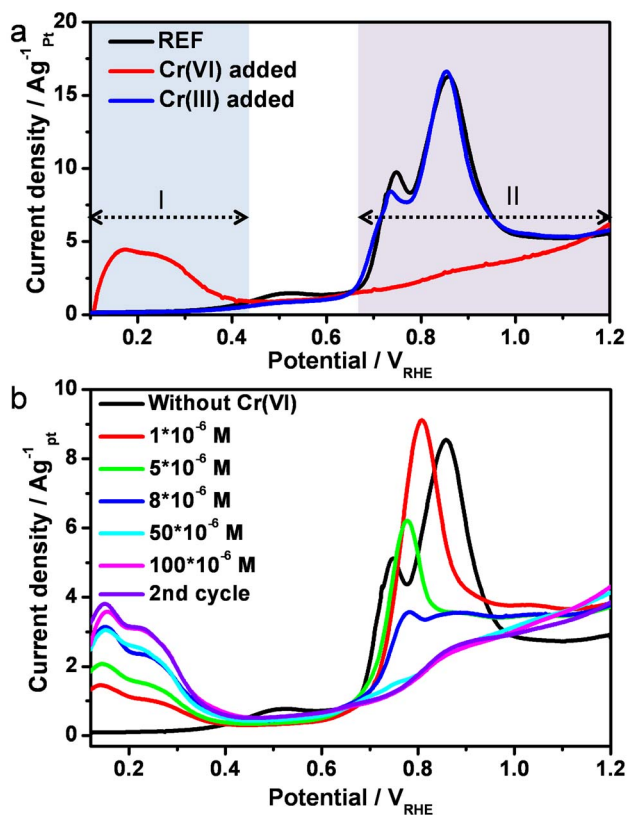 a
20
15
10
5
0
Current density / Ag⁻¹Pt
REF
Cr(VI) added
Cr(III) added
I
II
0.2 0.4 0.6 0.8 1.0 1.2
Potential / VRHE
b
10
8
6
4
2
0
Current density / Ag⁻¹pt
Without Cr(VI)
1*10⁻⁶ M
5*10⁻⁶ M
8*10⁻⁶ M
50*10⁻⁶ M
100*10⁻⁶ M
2nd cycle
0.2 0.4 0.6 0.8 1.0 1.2
Potential / VRHE